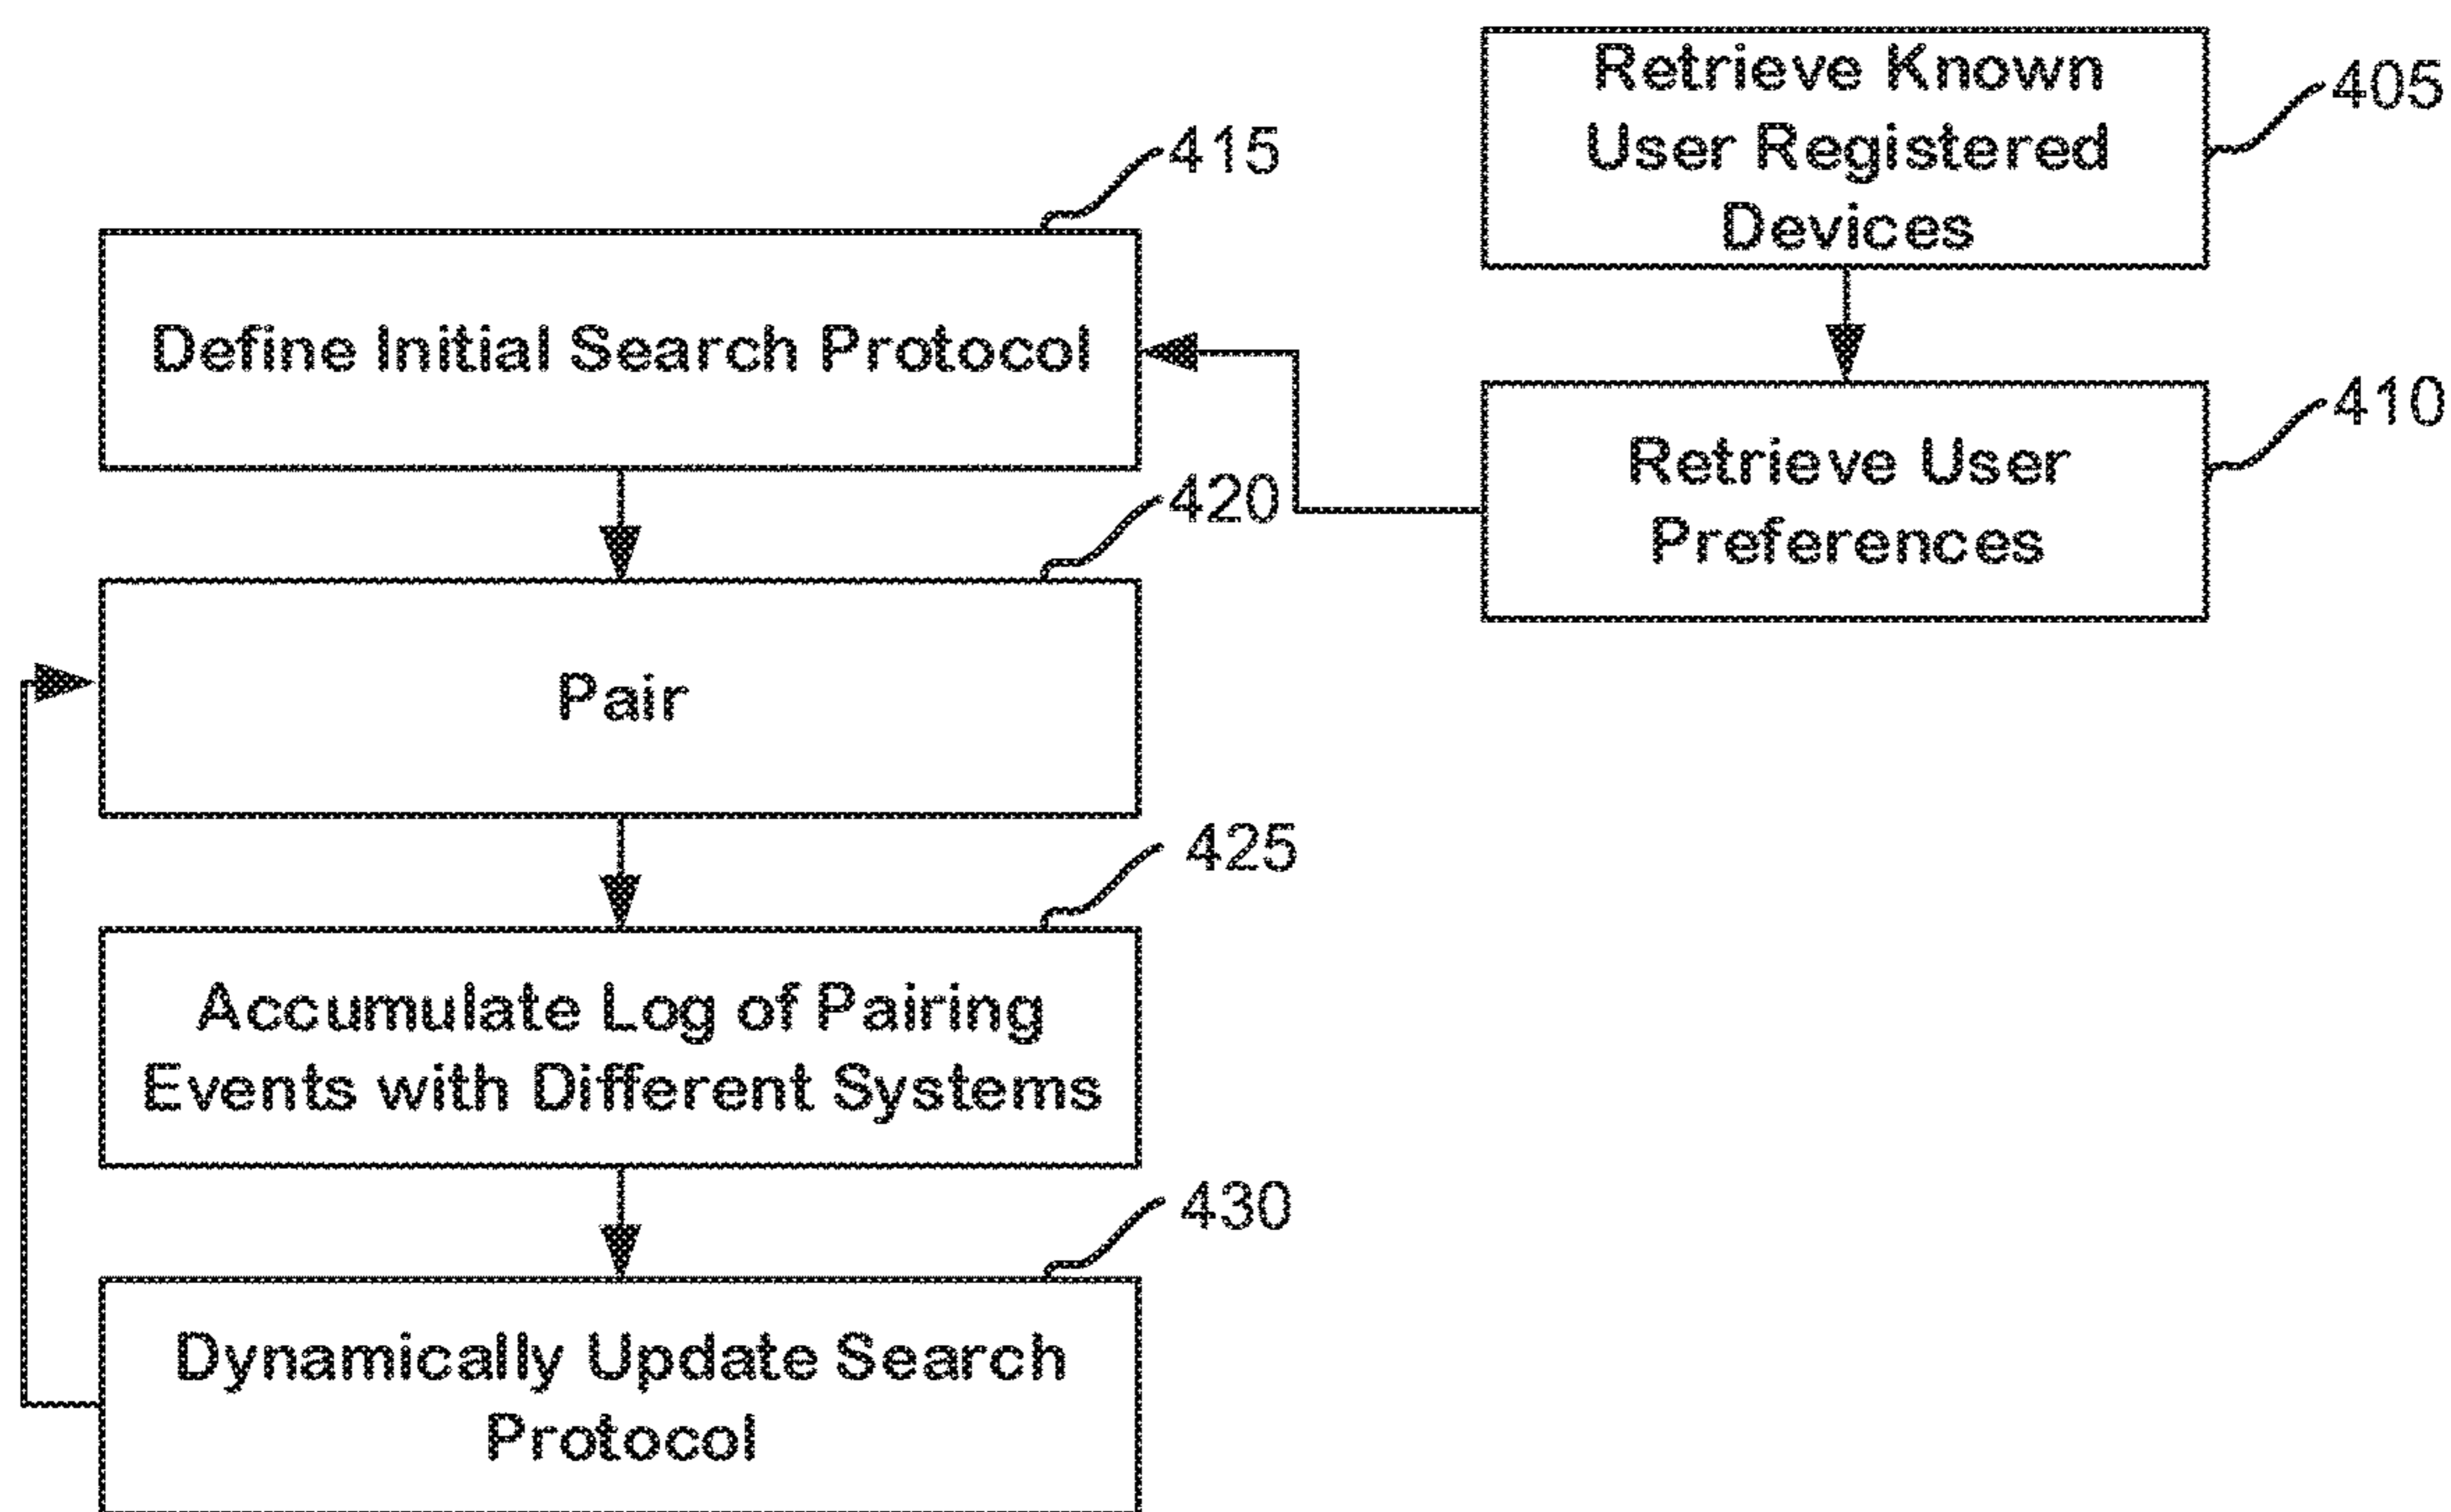 Retrieve Known
User Registered
Devices
405
Retrieve User
Preferences
410
415
Define Initial Search Protocol
420
Pair
425
Accumulate Log of Pairing
Events with Different Systems
430
Dynamically Update Search
Protocol